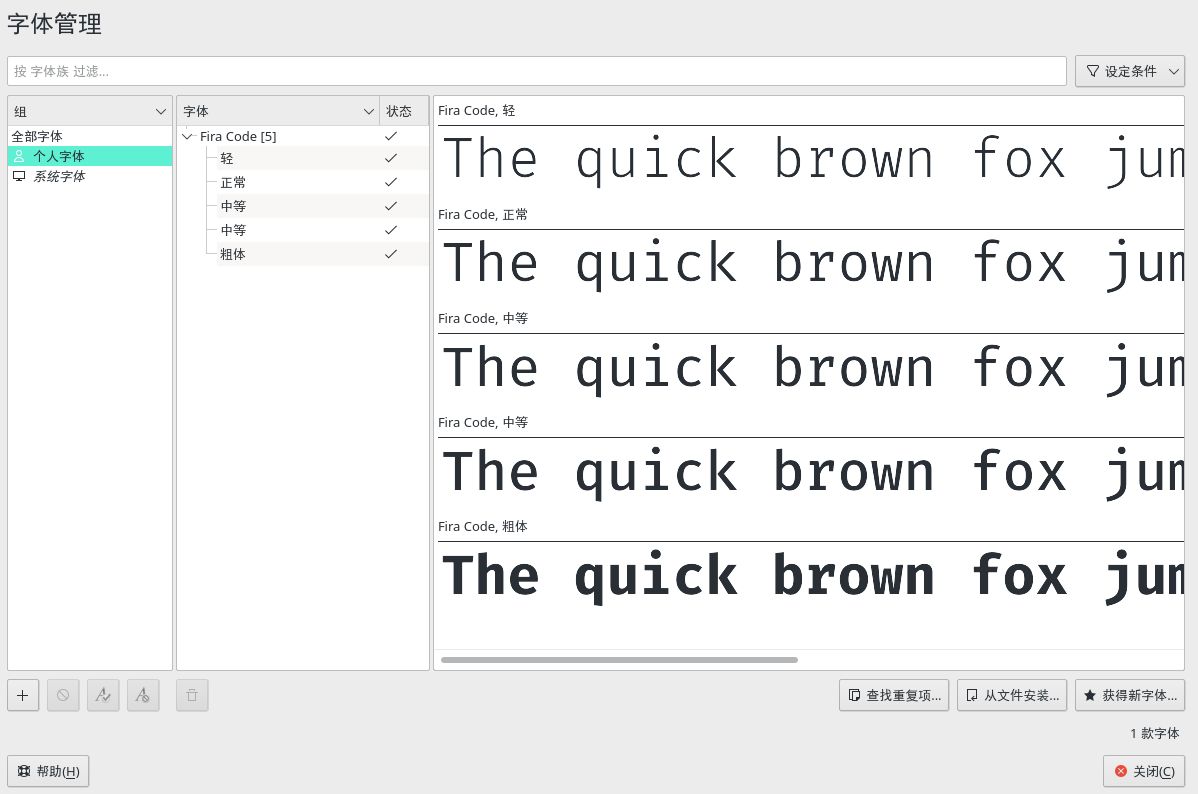 字体管理
按 字体族 过滤...
设定条件
组
全部字体
个人字体
系统字体
字体
状态
Fira Code [5]
轻
正常
中等
中等
粗体
Fira Code, 轻
The quick brown fox jum
Fira Code, 正常
The quick brown fox jum
Fira Code, 中等
The quick brown fox jum
Fira Code, 中等
The quick brown fox jum
Fira Code, 粗体
The quick brown fox jum
查找重复项...
从文件安装...
获得新字体...
1 款字体
帮助(H)
关闭(C)